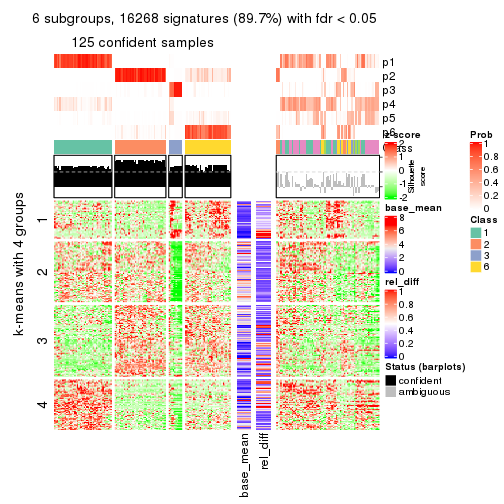 6 subgroups, 16268 signatures (89.7%) with fdr < 0.05
125 confident samples
p1
p2
p3
p4
p5
p6
Class
z score
2
1
0
-1
-2
Silhouette
score
Prob
1
0.8
0.6
0.4
0.2
0
Class
1
2
3
6
base_mean
8
6
4
2
0
rel_diff
1
0.8
0.6
0.4
0.2
0
Status (barplots)
confident
ambiguous
k-means with 4 groups
1
2
3
4
base_mean
rel_diff